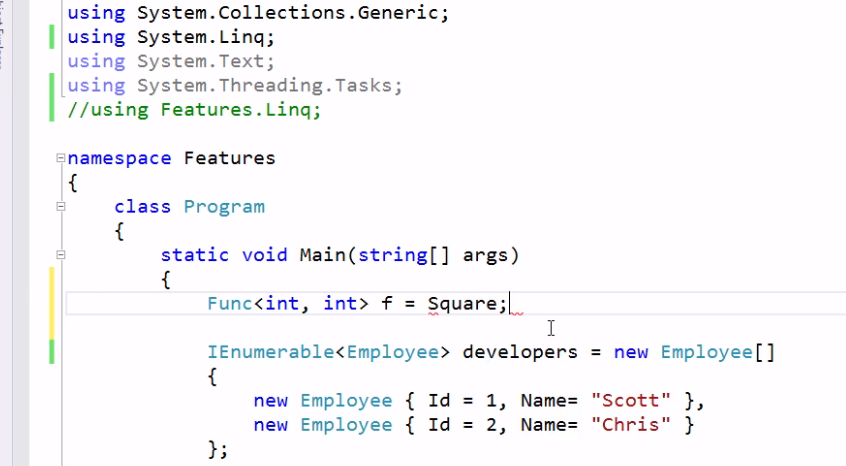 using System.Collections.Generic;
using System.Linq;
using System.Text;
using System.Threading.Tasks;
//using Features.Linq;
namespace Features
{
class Program
{
static void Main(string[] args)
{
Func<int, int> f = Square;
IEnumerable<Employee> developers = new Employee[]
{
new Employee { Id = 1, Name= "Scott" },
new Employee { Id = 2, Name= "Chris" }
};